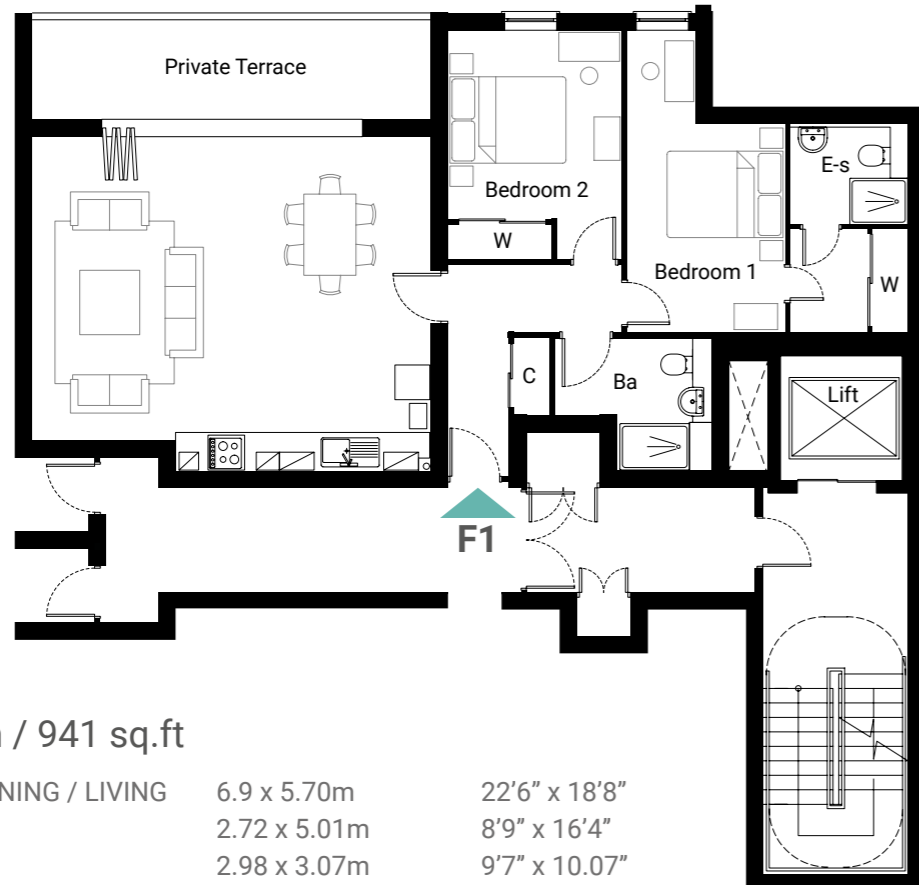 Private Terrace
E-s
Bedroom 2
W
Bedroom 1
W
C
Ba
Lift
F1
/ 941 sq.ft
NING / LIVING 6.9 x 5.70m 22’6” x 18’8”
2.72 x 5.01m 8’9” x 16’4”
2.98 x 3.07m 9’7” x 10.07”